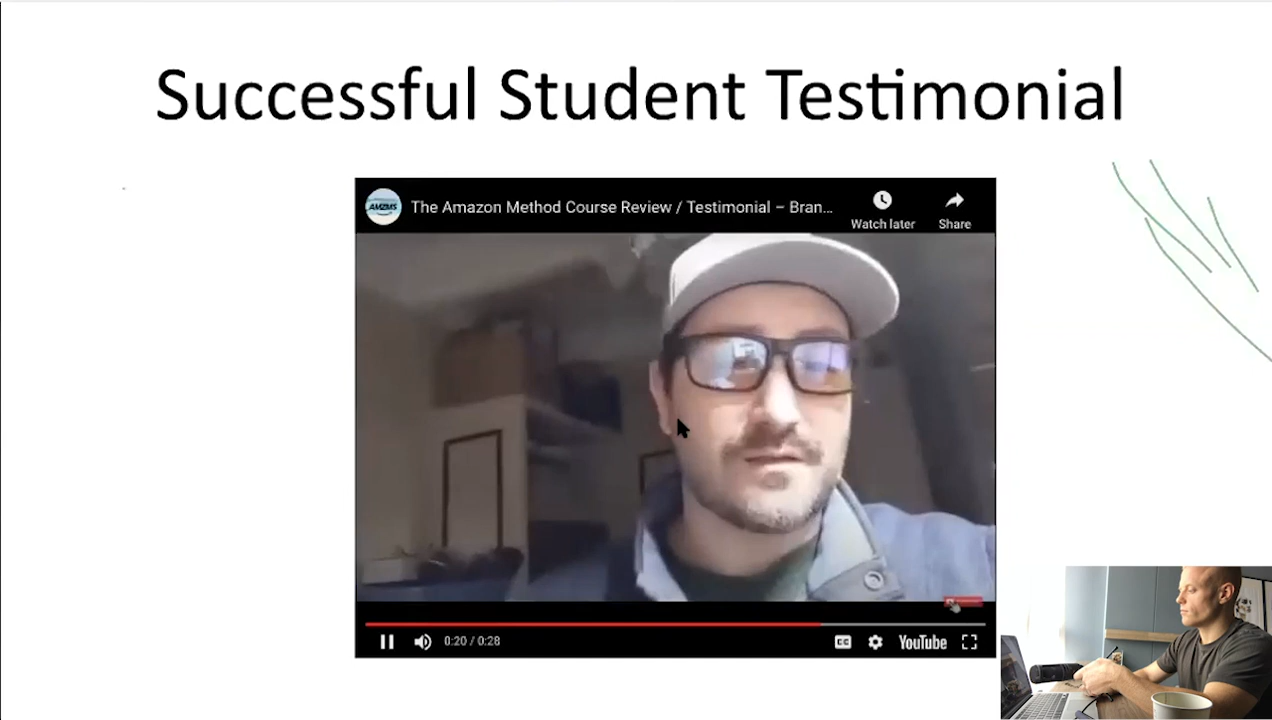 Successful Student Testimonial
AMZMS
The Amazon Method Course Review / Testimonial – Bran...
Watch later
Share
0:20 / 0:28
CC
YouTube